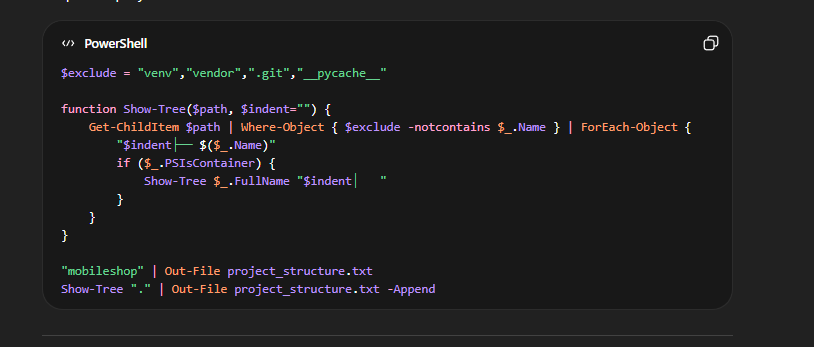 </> PowerShell
$exclude = "venv","vendor",".git","__pycache__"
function Show-Tree($path, $indent="") {
    Get-ChildItem $path | Where-Object { $exclude -notcontains $_.Name } | ForEach-Object {
        "$indent├── $($_.Name)"
        if ($_.PSIsContainer) {
            Show-Tree $_.FullName "$indent│   "
        }
    }
}
"mobileshop" | Out-File project_structure.txt
Show-Tree "." | Out-File project_structure.txt -Append